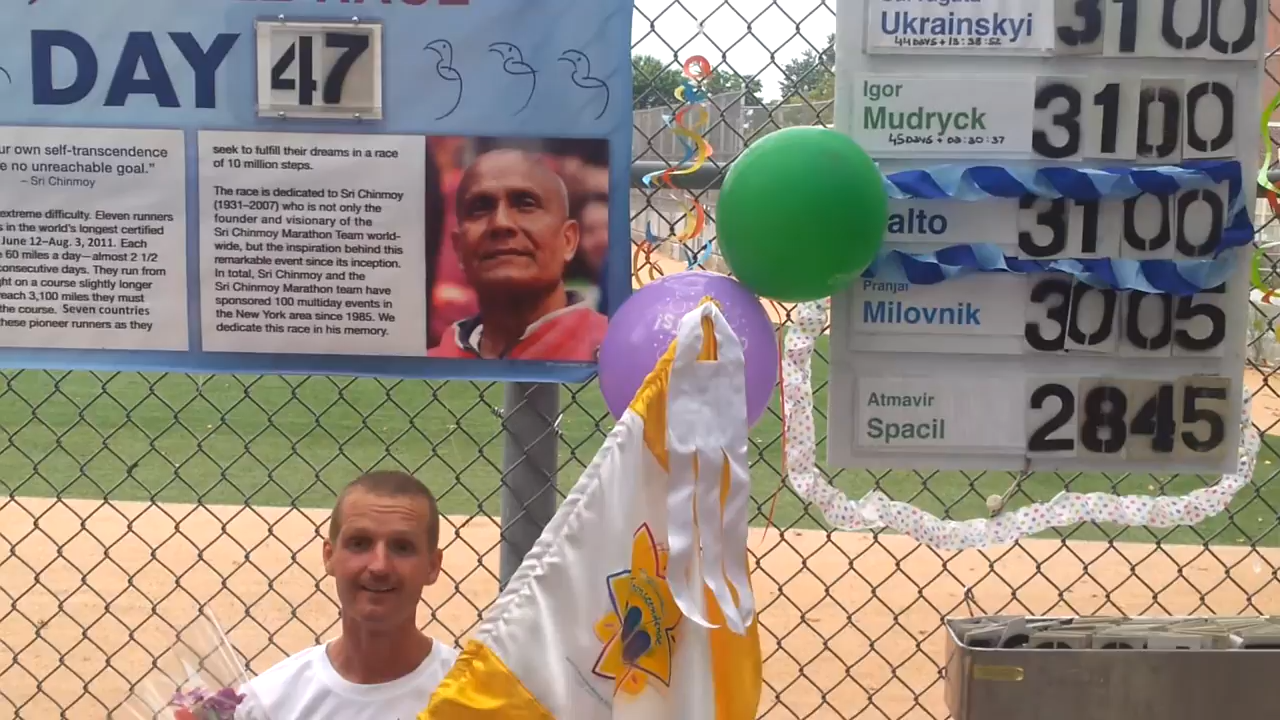 DAY 47
ur own self-transcendence
e no unreachable goal."
– Sri Chinmoy
extreme difficulty. Eleven runners
s in the world's longest certified
June 12–Aug. 3, 2011. Each
60 miles a day—almost 2 1/2
consecutive days. They run from
ht on a course slightly longer
reach 3,100 miles they must
the course. Seven countries
hese pioneer runners as they
seek to fulfill their dreams in a race
of 10 million steps.
The race is dedicated to Sri Chinmoy
(1931–2007) who is not only the
founder and visionary of the
Sri Chinmoy Marathon Team world-
wide, but the inspiration behind this
remarkable event since its inception.
In total, Sri Chinmoy and the
Sri Chinmoy Marathon team have
sponsored 100 multiday events in
the New York area since 1985. We
dedicate this race in his memory.
Ukrainskyi 3100
44DAYS + 13:38:52
Igor
Mudryck 3100
45DAYS + 00:30:37
alto 3100
Pranjal
Milovnik 3005
Atmavir
Spacil 2845